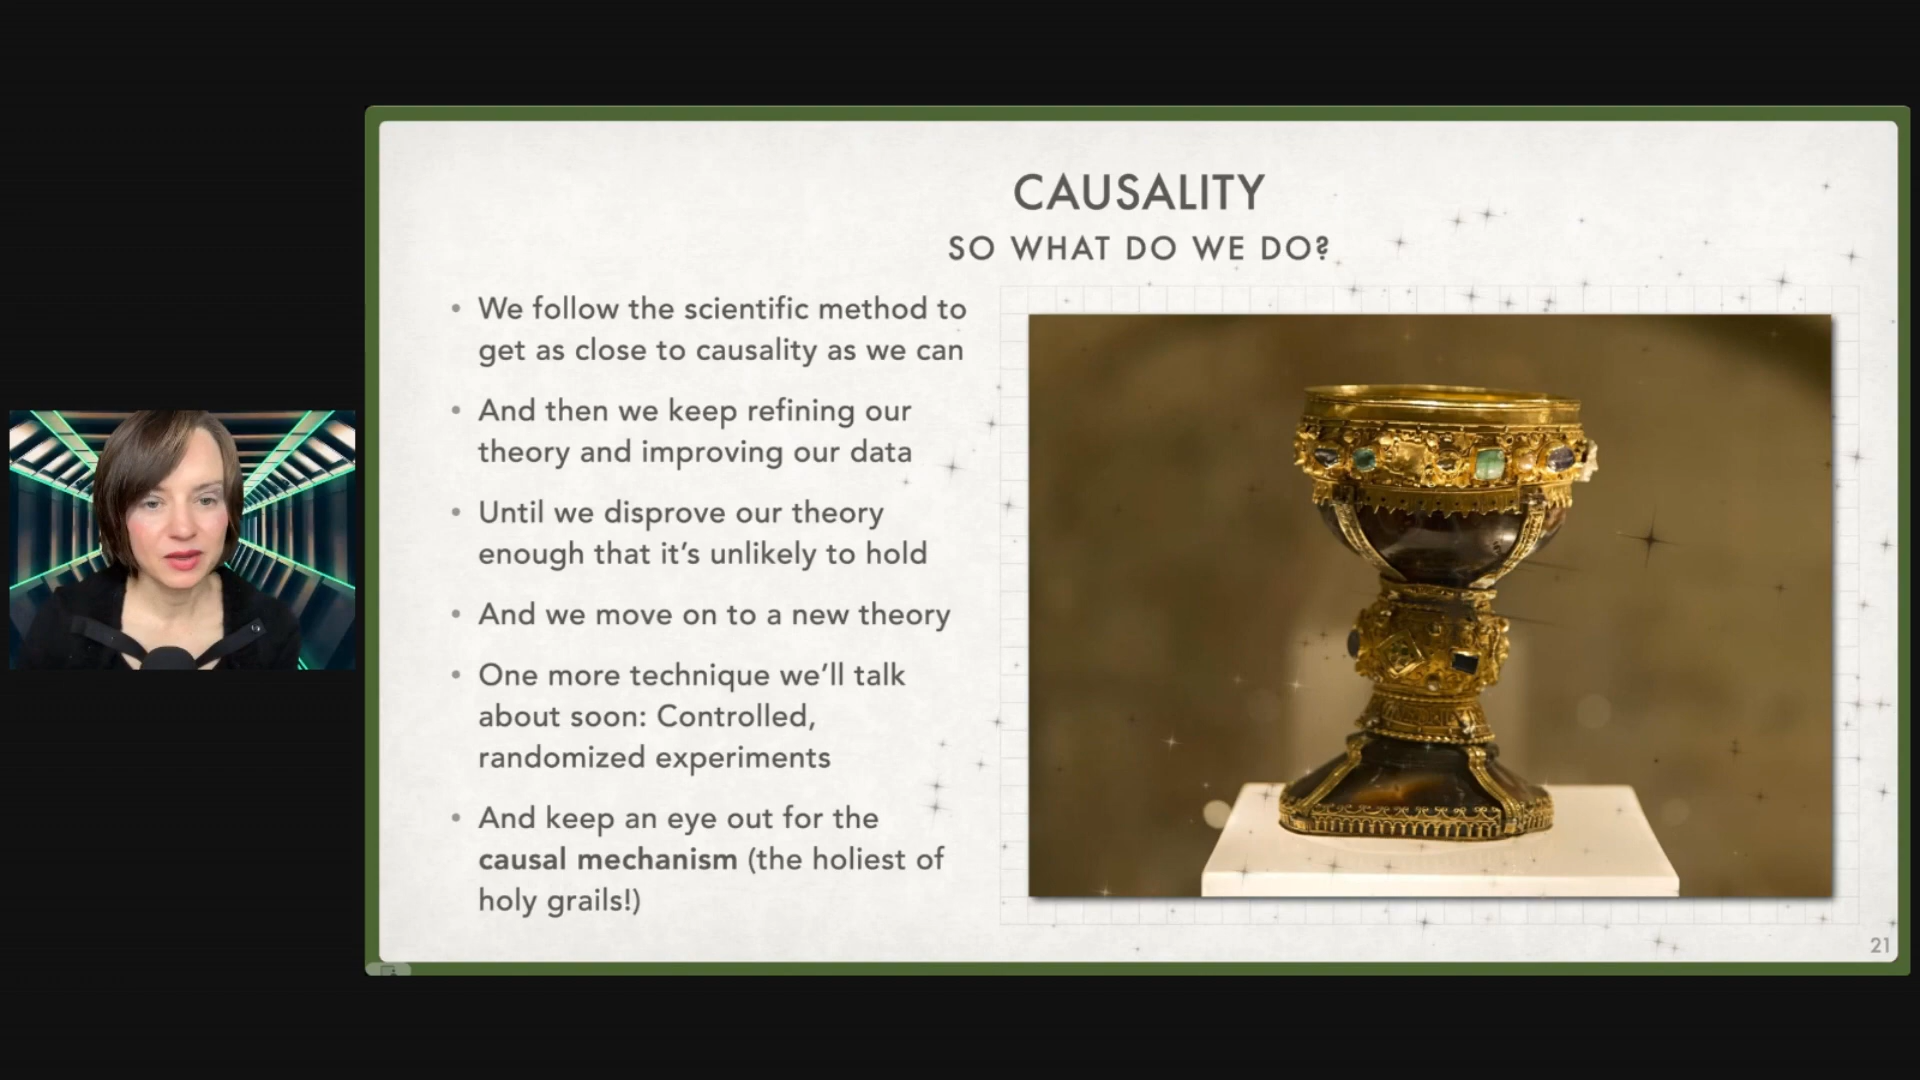 CAUSALITY
SO WHAT DO WE DO?
• We follow the scientific method to
get as close to causality as we can
• And then we keep refining our
theory and improving our data
• Until we disprove our theory
enough that it’s unlikely to hold
• And we move on to a new theory
• One more technique we’ll talk
about soon: Controlled,
randomized experiments
• And keep an eye out for the
causal mechanism (the holiest of
holy grails!)
21